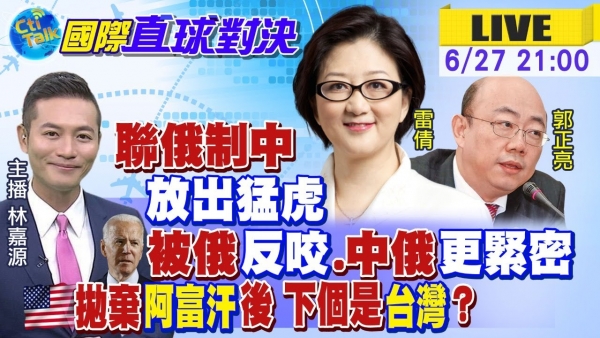 Cti Talk
國際直球對決
LIVE
6/27 21:00
主播 林嘉源
雷倩
郭正亮
聯俄制中
放出猛虎
被俄反咬.中俄更緊密
拋棄阿富汗後 下個是台灣?